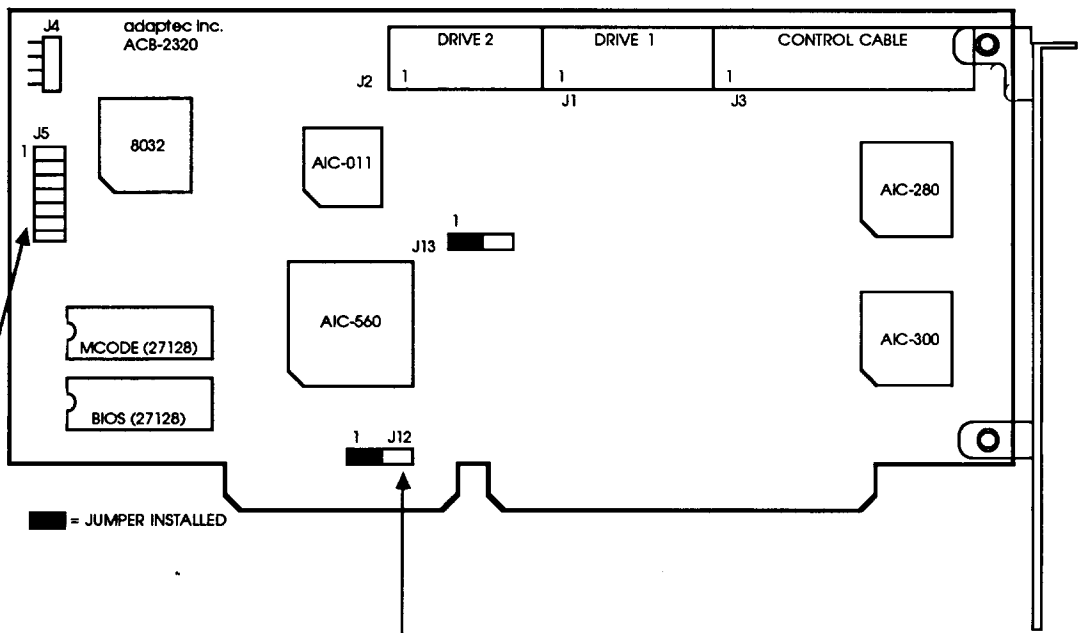 J4
adaptec inc.
ACB-2320
DRIVE 2
DRIVE 1
CONTROL CABLE
J2
1
1
1
J1
J3
J5
1
8032
AIC-011
AIC-280
1
J13
AIC-560
AIC-300
MCODE (27128)
BIOS (27128)
1
J12
= JUMPER INSTALLED